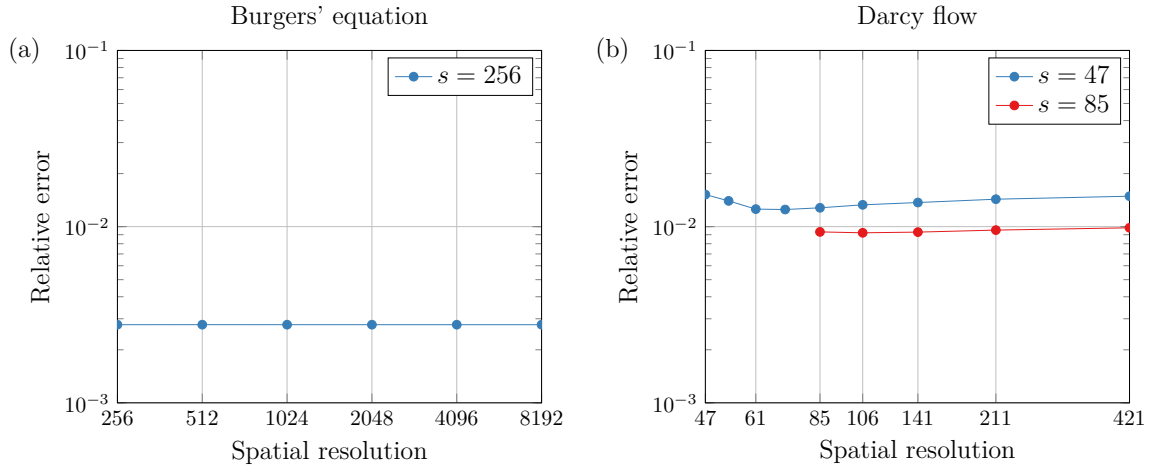 Burgers' equation
(a)
10⁻¹
10⁻²
10⁻³
Relative error
s = 256
256 512 1024 2048 4096 8192
Spatial resolution
Darcy flow
(b)
10⁻¹
10⁻²
10⁻³
Relative error
s = 47
s = 85
47 61 85 106 141 211 421
Spatial resolution